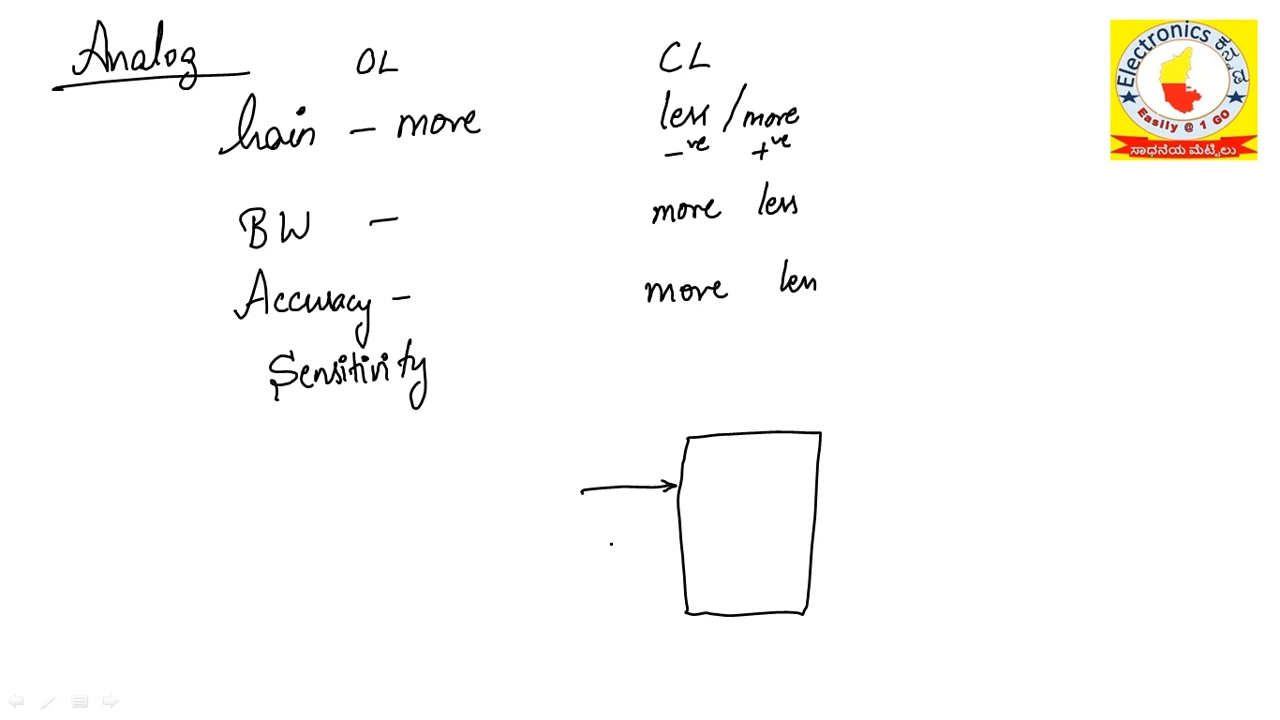 Analog OL CL
Gain - more less / more
-ve +ve
BW - more less
Accuracy - more less
Sensitivity
Electronics ಕನ್ನಡ
Easily @ 1 GO
ಸಾಧನೆಯ ಮೆಟ್ಟಿಲು